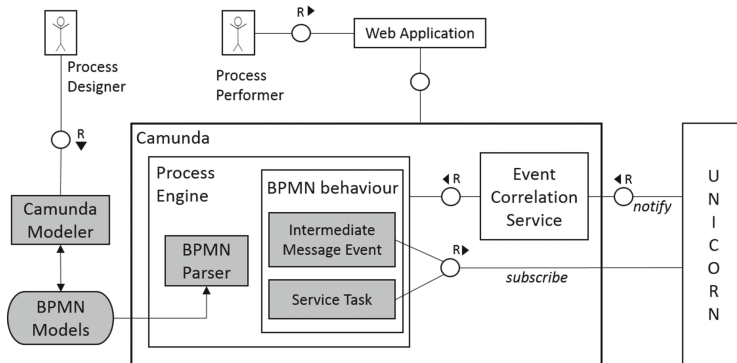 R
Web Application
Process
Designer
Process
Performer
R
Camunda
Process
Engine
BPMN behaviour
Intermediate
Message Event
BPMN
Parser
Service Task
Event
Correlation
Service
R
R
notify
R
subscribe
Camunda
Modeler
BPMN
Models
U
N
I
C
O
R
N